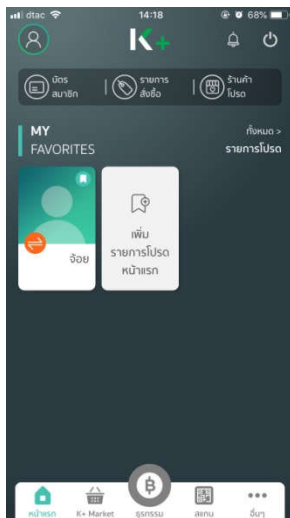 dtac 14:18 68%
K+
บัตร
สมาชิก
รายการ
สั่งซื้อ
ร้านค้า
โปรด
MY
FAVORITES
ทั้งหมด >
รายการโปรด
จ้อย
เพิ่ม
รายการโปรด
หน้าแรก
หน้าแรก K+ Market ธุรกรรม สแกน อื่นๆ